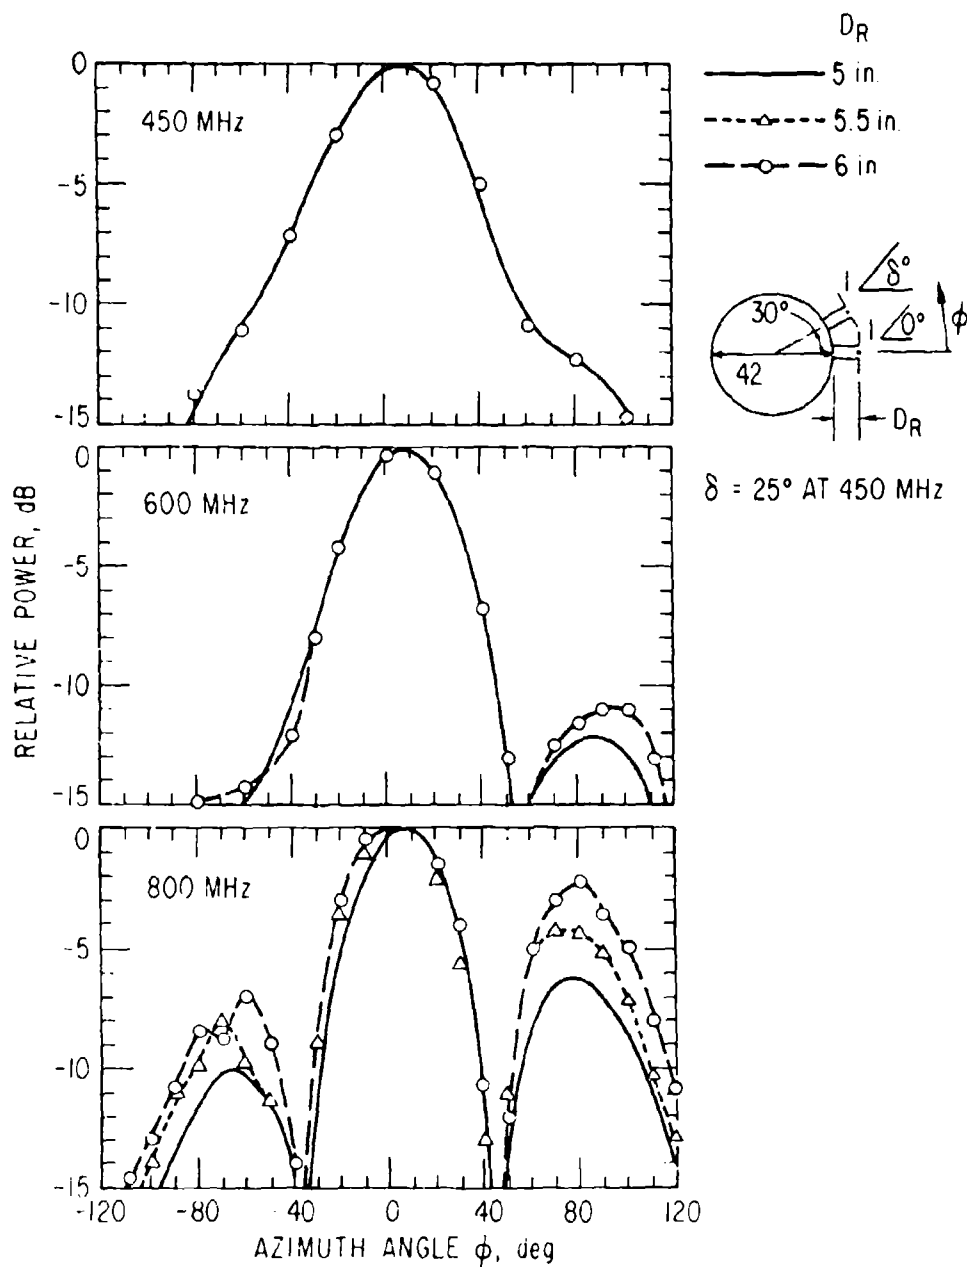 D_R
5 in.
5.5 in.
6 in
450 MHz
0
-5
-10
-15
30°
42
δ°
0°
φ
D_R
δ = 25° AT 450 MHz
600 MHz
0
-5
-10
-15
RELATIVE POWER, dB
800 MHz
0
-5
-10
-15
-120 -80 -40 0 40 80 120
AZIMUTH ANGLE φ, deg